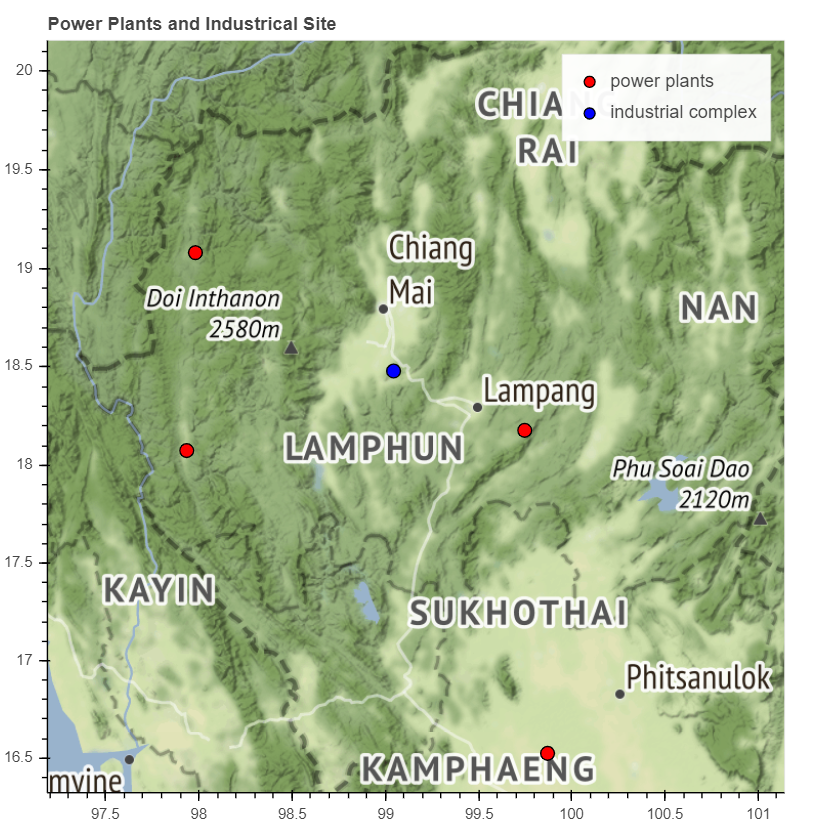 Power Plants and Industrical Site
power plants
industrial complex
CHIANG
RAI
Chiang
Mai
Doi Inthanon
2580m
NAN
Lampang
LAMPHUN
Phu Soai Dao
2120m
KAYIN
SUKHOTHAI
Phitsanulok
KAMPHAENG
mvine
20
19.5
19
18.5
18
17.5
17
16.5
97.5
98
98.5
99
99.5
100
100.5
101